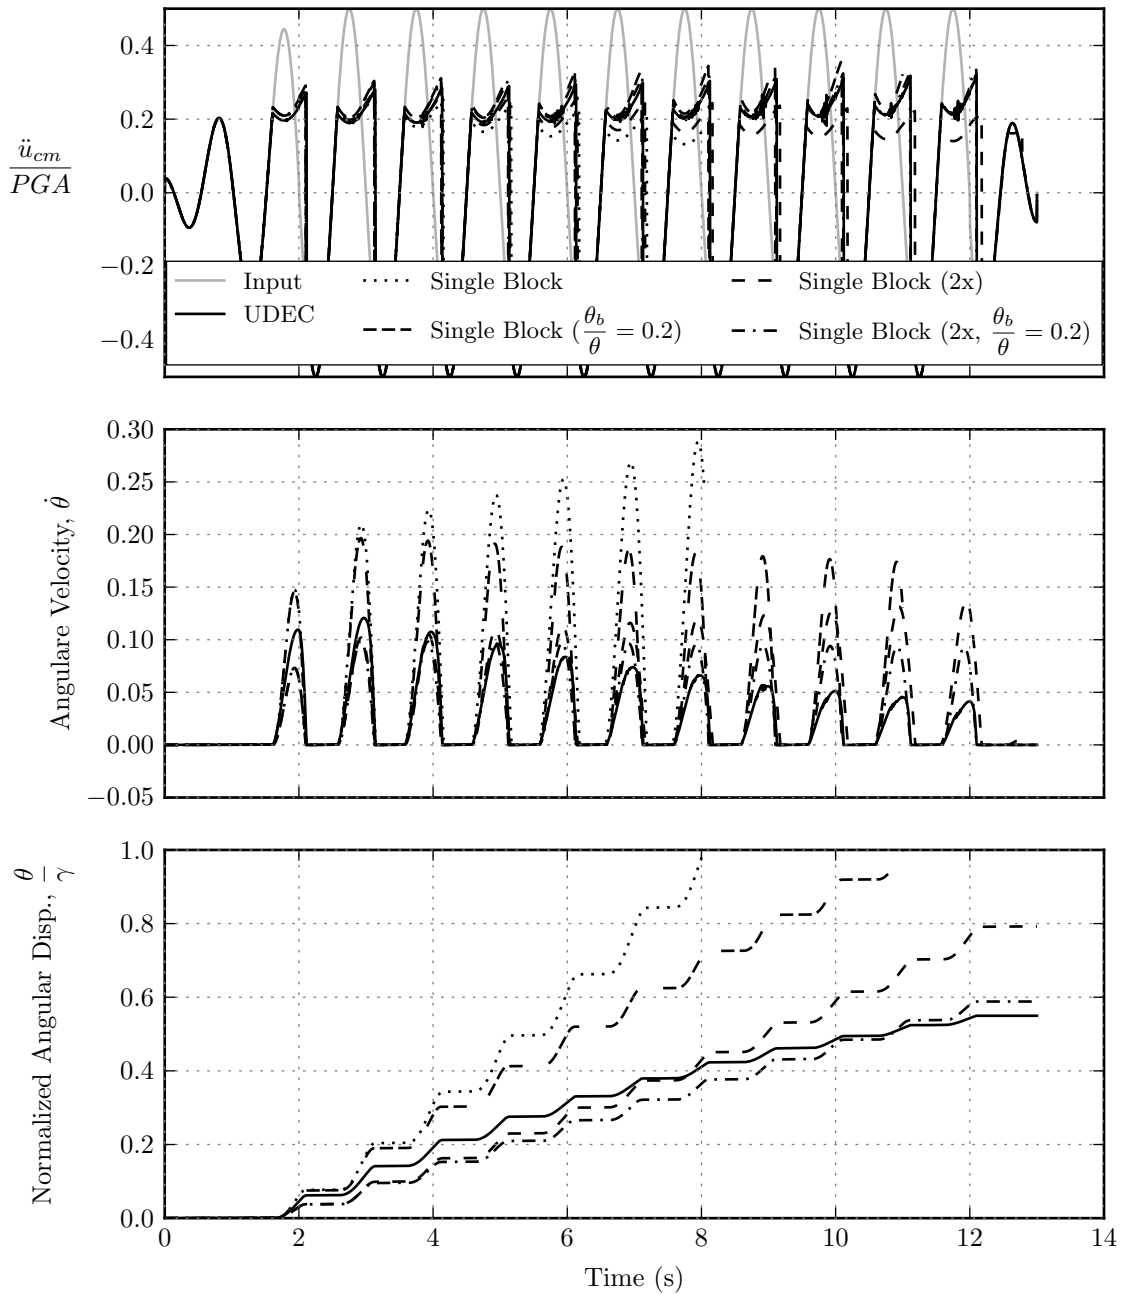 0.4
0.2
0.0
−0.2
−0.4
ü_cm
PGA
Input
UDEC
Single Block
Single Block (θ_b/θ = 0.2)
Single Block (2x)
Single Block (2x, θ_b/θ = 0.2)
0.30
0.25
0.20
0.15
0.10
0.05
0.00
−0.05
Angulare Velocity, θ̇
1.0
0.8
0.6
0.4
0.2
0.0
Normalized Angular Disp., θ/γ
0 2 4 6 8 10 12 14
Time (s)